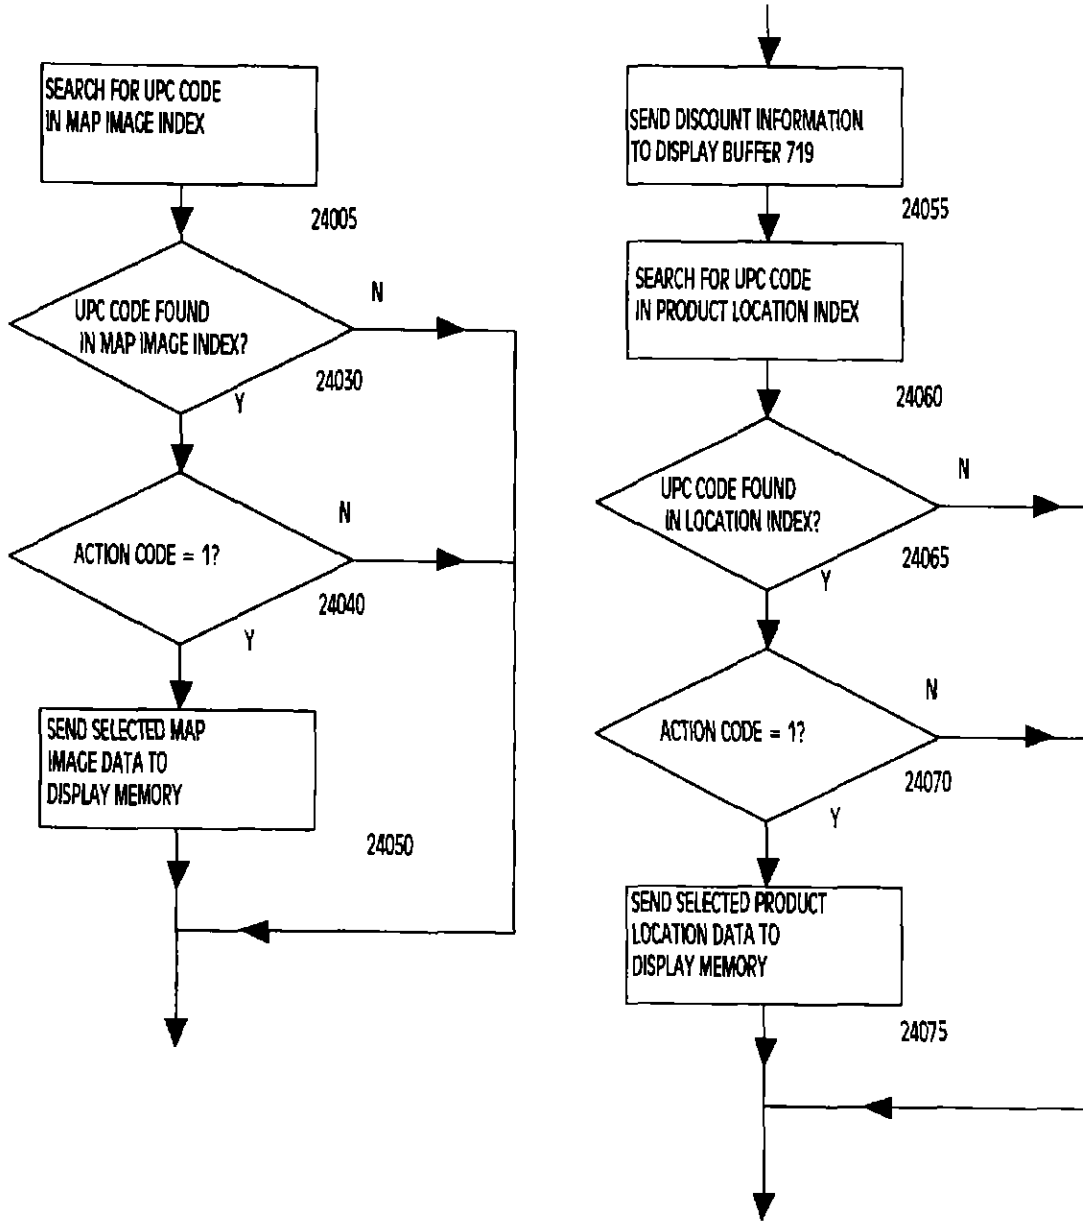 SEARCH FOR UPC CODE
IN MAP IMAGE INDEX
24005
UPC CODE FOUND
IN MAP IMAGE INDEX?
N
24030
Y
ACTION CODE = 1?
N
24040
Y
SEND SELECTED MAP
IMAGE DATA TO
DISPLAY MEMORY
24050
SEND DISCOUNT INFORMATION
TO DISPLAY BUFFER 719
24055
SEARCH FOR UPC CODE
IN PRODUCT LOCATION INDEX
24060
UPC CODE FOUND
IN LOCATION INDEX?
N
24065
Y
ACTION CODE = 1?
N
24070
Y
SEND SELECTED PRODUCT
LOCATION DATA TO
DISPLAY MEMORY
24075